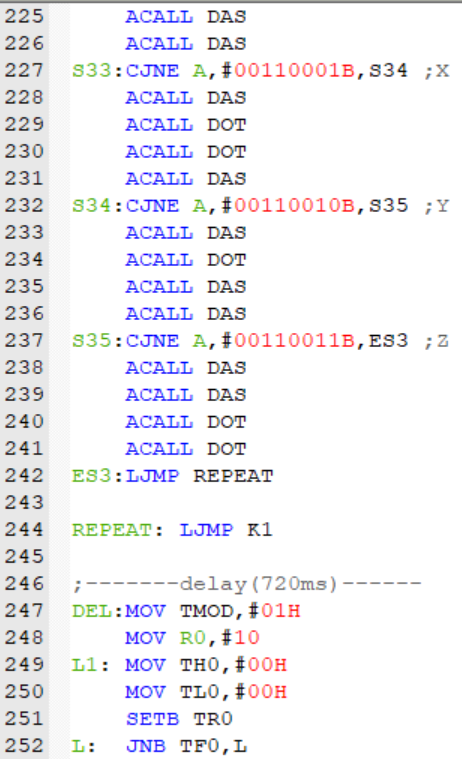 225 ACALL DAS
226 ACALL DAS
227 S33:CJNE A,#00110001B,S34 ;X
228 ACALL DAS
229 ACALL DOT
230 ACALL DOT
231 ACALL DAS
232 S34:CJNE A,#00110010B,S35 ;Y
233 ACALL DAS
234 ACALL DOT
235 ACALL DAS
236 ACALL DAS
237 S35:CJNE A,#00110011B,ES3 ;Z
238 ACALL DAS
239 ACALL DAS
240 ACALL DOT
241 ACALL DOT
242 ES3:LJMP REPEAT
243
244 REPEAT: LJMP K1
245
246 ;-------delay(720ms)------
247 DEL:MOV TMOD,#01H
248 MOV R0,#10
249 L1: MOV TH0,#00H
250 MOV TL0,#00H
251 SETB TR0
252 L: JNB TF0,L